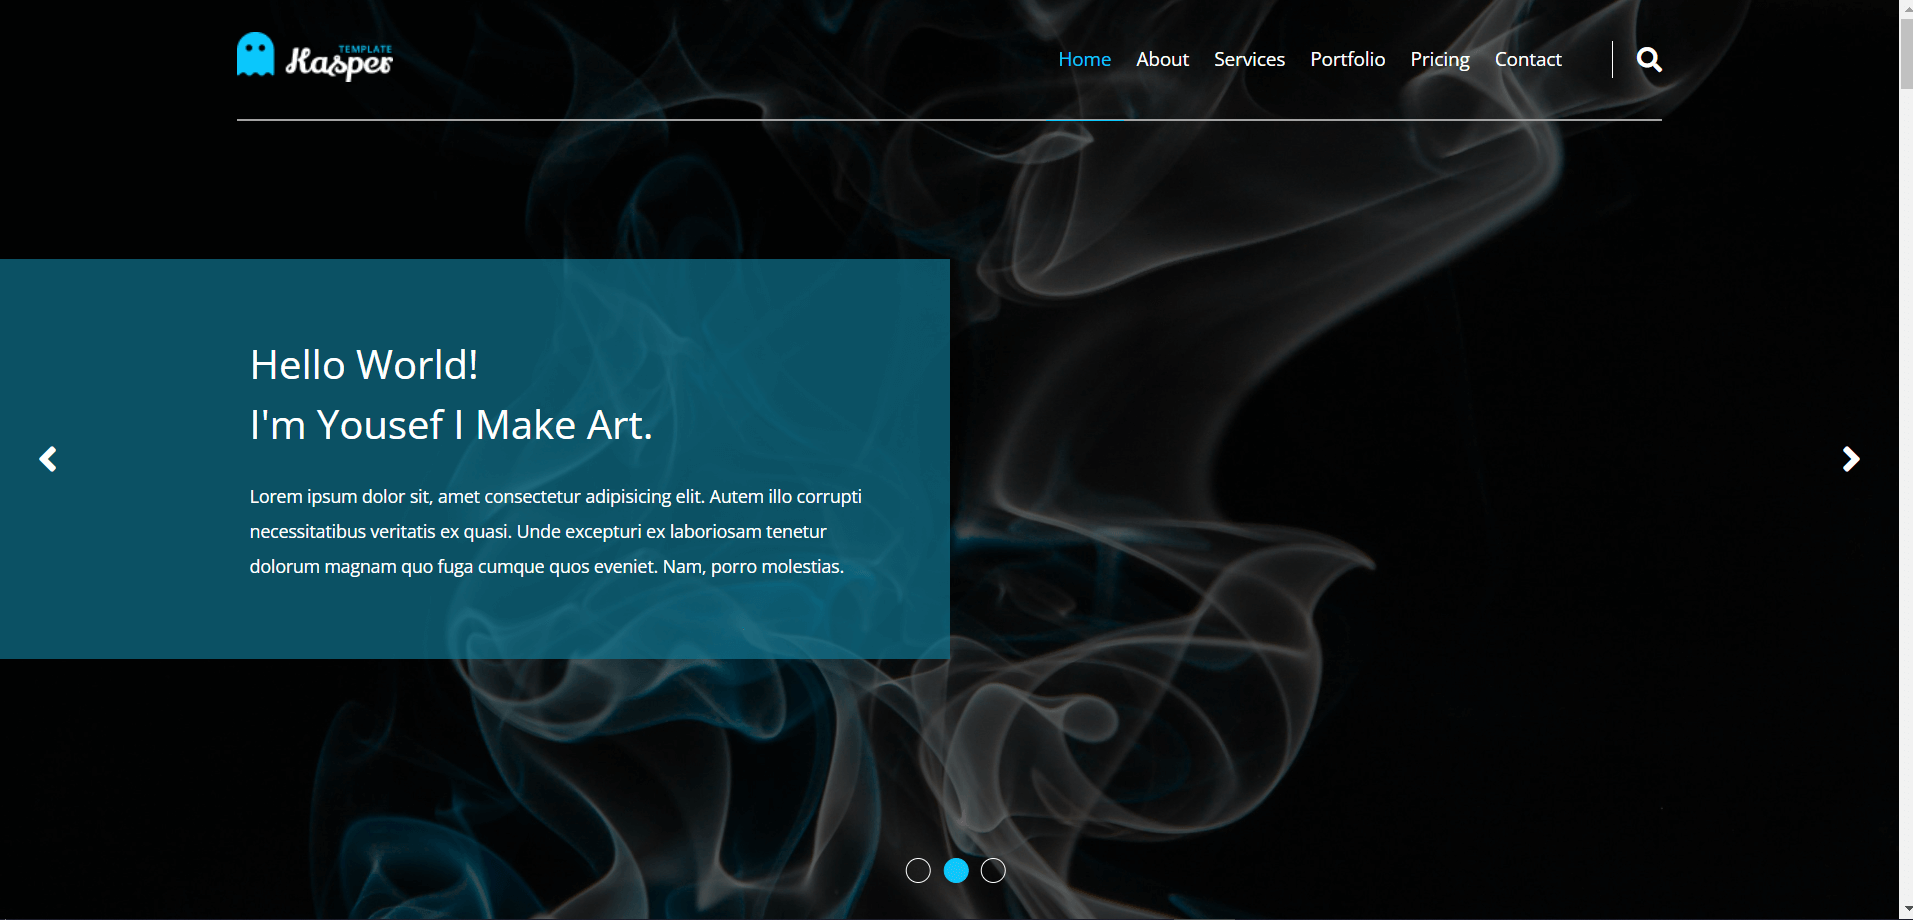 TEMPLATE
Kasper
Home About Services Portfolio Pricing Contact
Hello World!
I'm Yousef I Make Art.
Lorem ipsum dolor sit, amet consectetur adipisicing elit. Autem illo corrupti
necessitatibus veritatis ex quasi. Unde excepturi ex laboriosam tenetur
dolorum magnam quo fuga cumque quos eveniet. Nam, porro molestias.